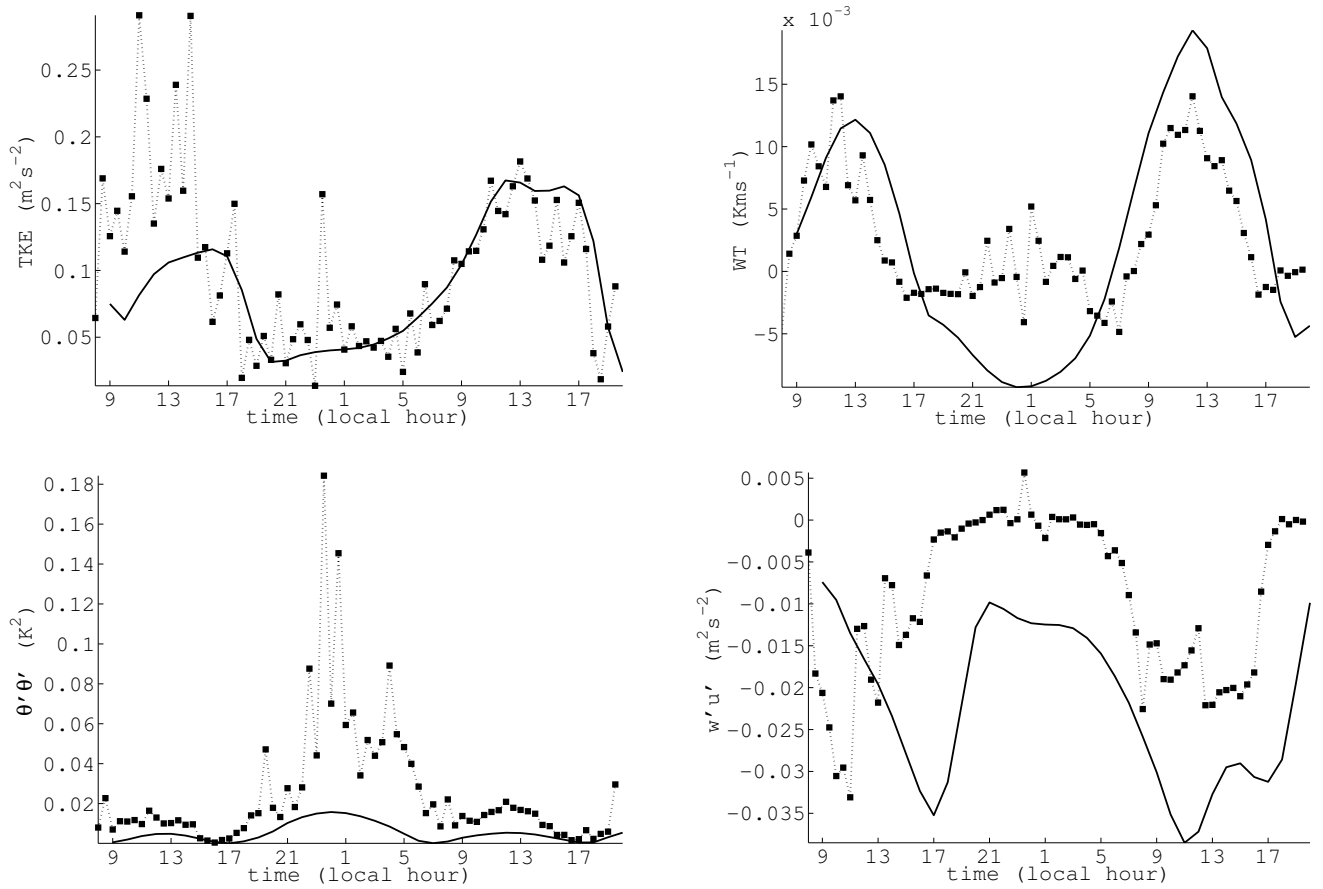 0.25
0.2
0.15
0.1
0.05
TKE (m²s⁻²)
9 13 17 21 1 5 9 13 17
time (local hour)
x 10⁻³
15
10
5
0
−5
WT (Kms⁻¹)
9 13 17 21 1 5 9 13 17
time (local hour)
0.18
0.16
0.14
0.12
0.1
0.08
0.06
0.04
0.02
θ'θ' (K²)
9 13 17 21 1 5 9 13 17
time (local hour)
0.005
0
−0.005
−0.01
−0.015
−0.02
−0.025
−0.03
−0.035
w'u' (m²s⁻²)
9 13 17 21 1 5 9 13 17
time (local hour)